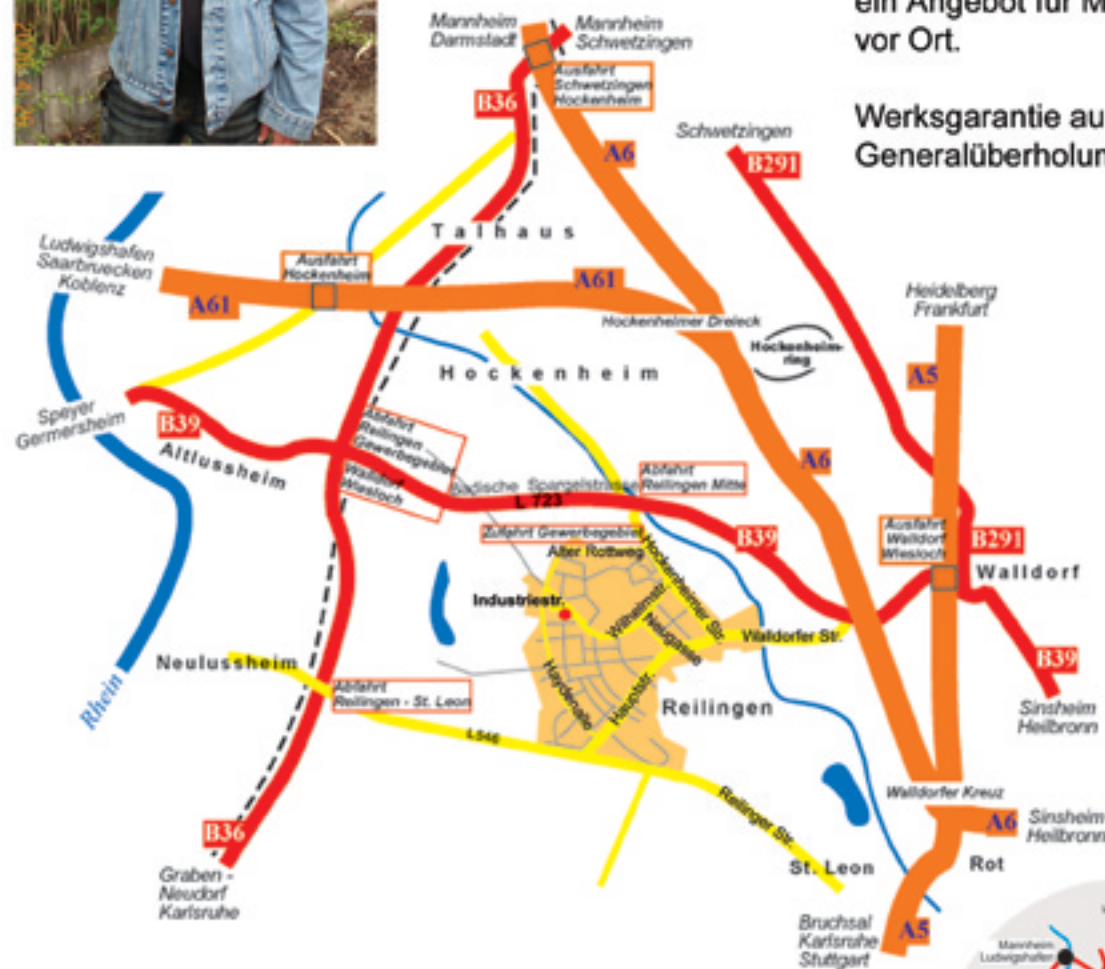 ein Angebot für M
vor Ort.
Werksgarantie au
Generalüberholun
Mannheim
Darmstadt
Mannheim
Schwetzingen
Ausfahrt
Schwetzingen
Hockenheim
B36
A6
Schwetzingen
B291
Talhaus
Ludwigshafen
Saarbruecken
Koblenz
Ausfahrt
Hockenheim
A61
A61
Hockenheimer Dreieck
Hockenheim-
ring
Heidelberg
Frankfurt
A5
Hockenheim
Speyer
Germersheim
B39
Altlussheim
Abfahrt
Reilingen
Gewerbegebiet
Walldorf
Wiesloch
A6
Badische Spargelstrasse
L 723
Abfahrt
Reilingen Mitte
Zufahrt Gewerbegebiet
B39
Ausfahrt
Walldorf
Wiesloch
B291
Walldorf
Alter Rottweg
Hockenheimer Str.
Industriestr.
Wilhelmstr.
Neugasse
Walldorfer Str.
Haydnallee
Hauptstr.
Reilingen
Neulussheim
Rhein
Abfahrt
Reilingen - St. Leon
L546
B39
Sinsheim
Heilbronn
Walldorfer Kreuz
A6
Sinsheim
Heilbronn
Reilinger Str.
St. Leon
Rot
B36
Graben -
Neudorf
Karlsruhe
Bruchsal
Karlsruhe
Stuttgart
A5
Mannheim
Ludwigshafen